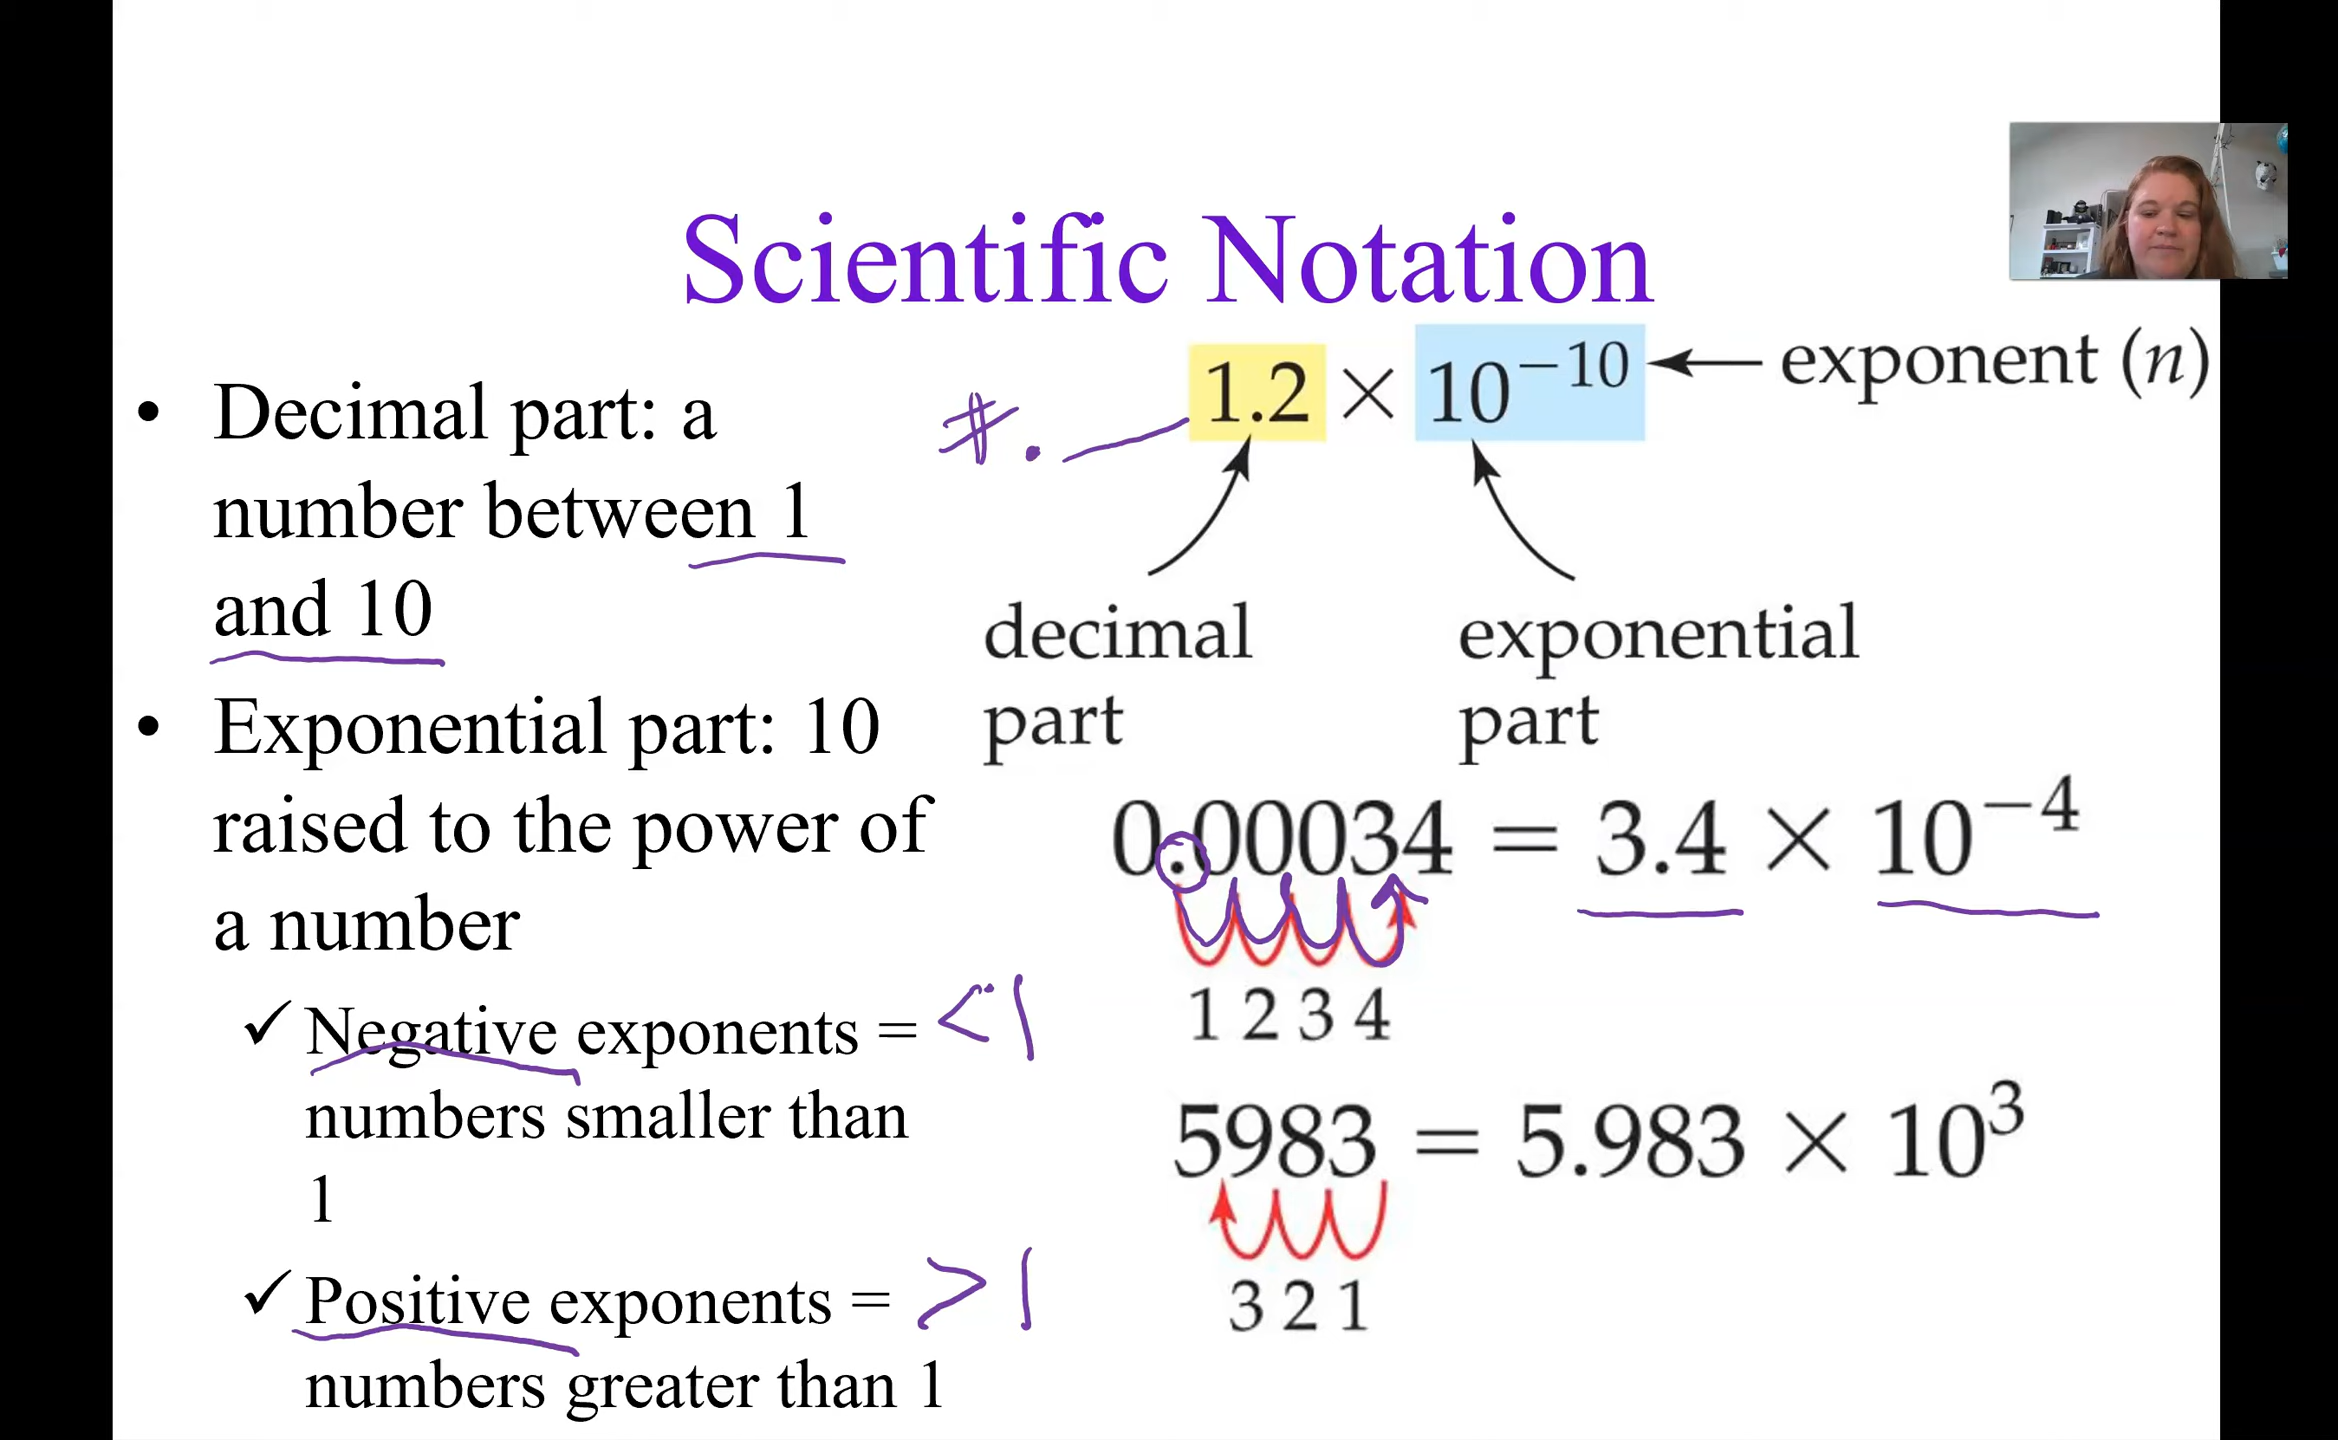 Scientific Notation
• Decimal part: a
number between 1
and 10
• Exponential part: 10
raised to the power of
a number
✓ Negative exponents = <1
numbers smaller than
1
✓ Positive exponents = >1
numbers greater than 1
#. 1.2 × 10⁻¹⁰ ← exponent (n)
decimal exponential
part part
0.00034 = 3.4 × 10⁻⁴
1 2 3 4
5983 = 5.983 × 10³
3 2 1